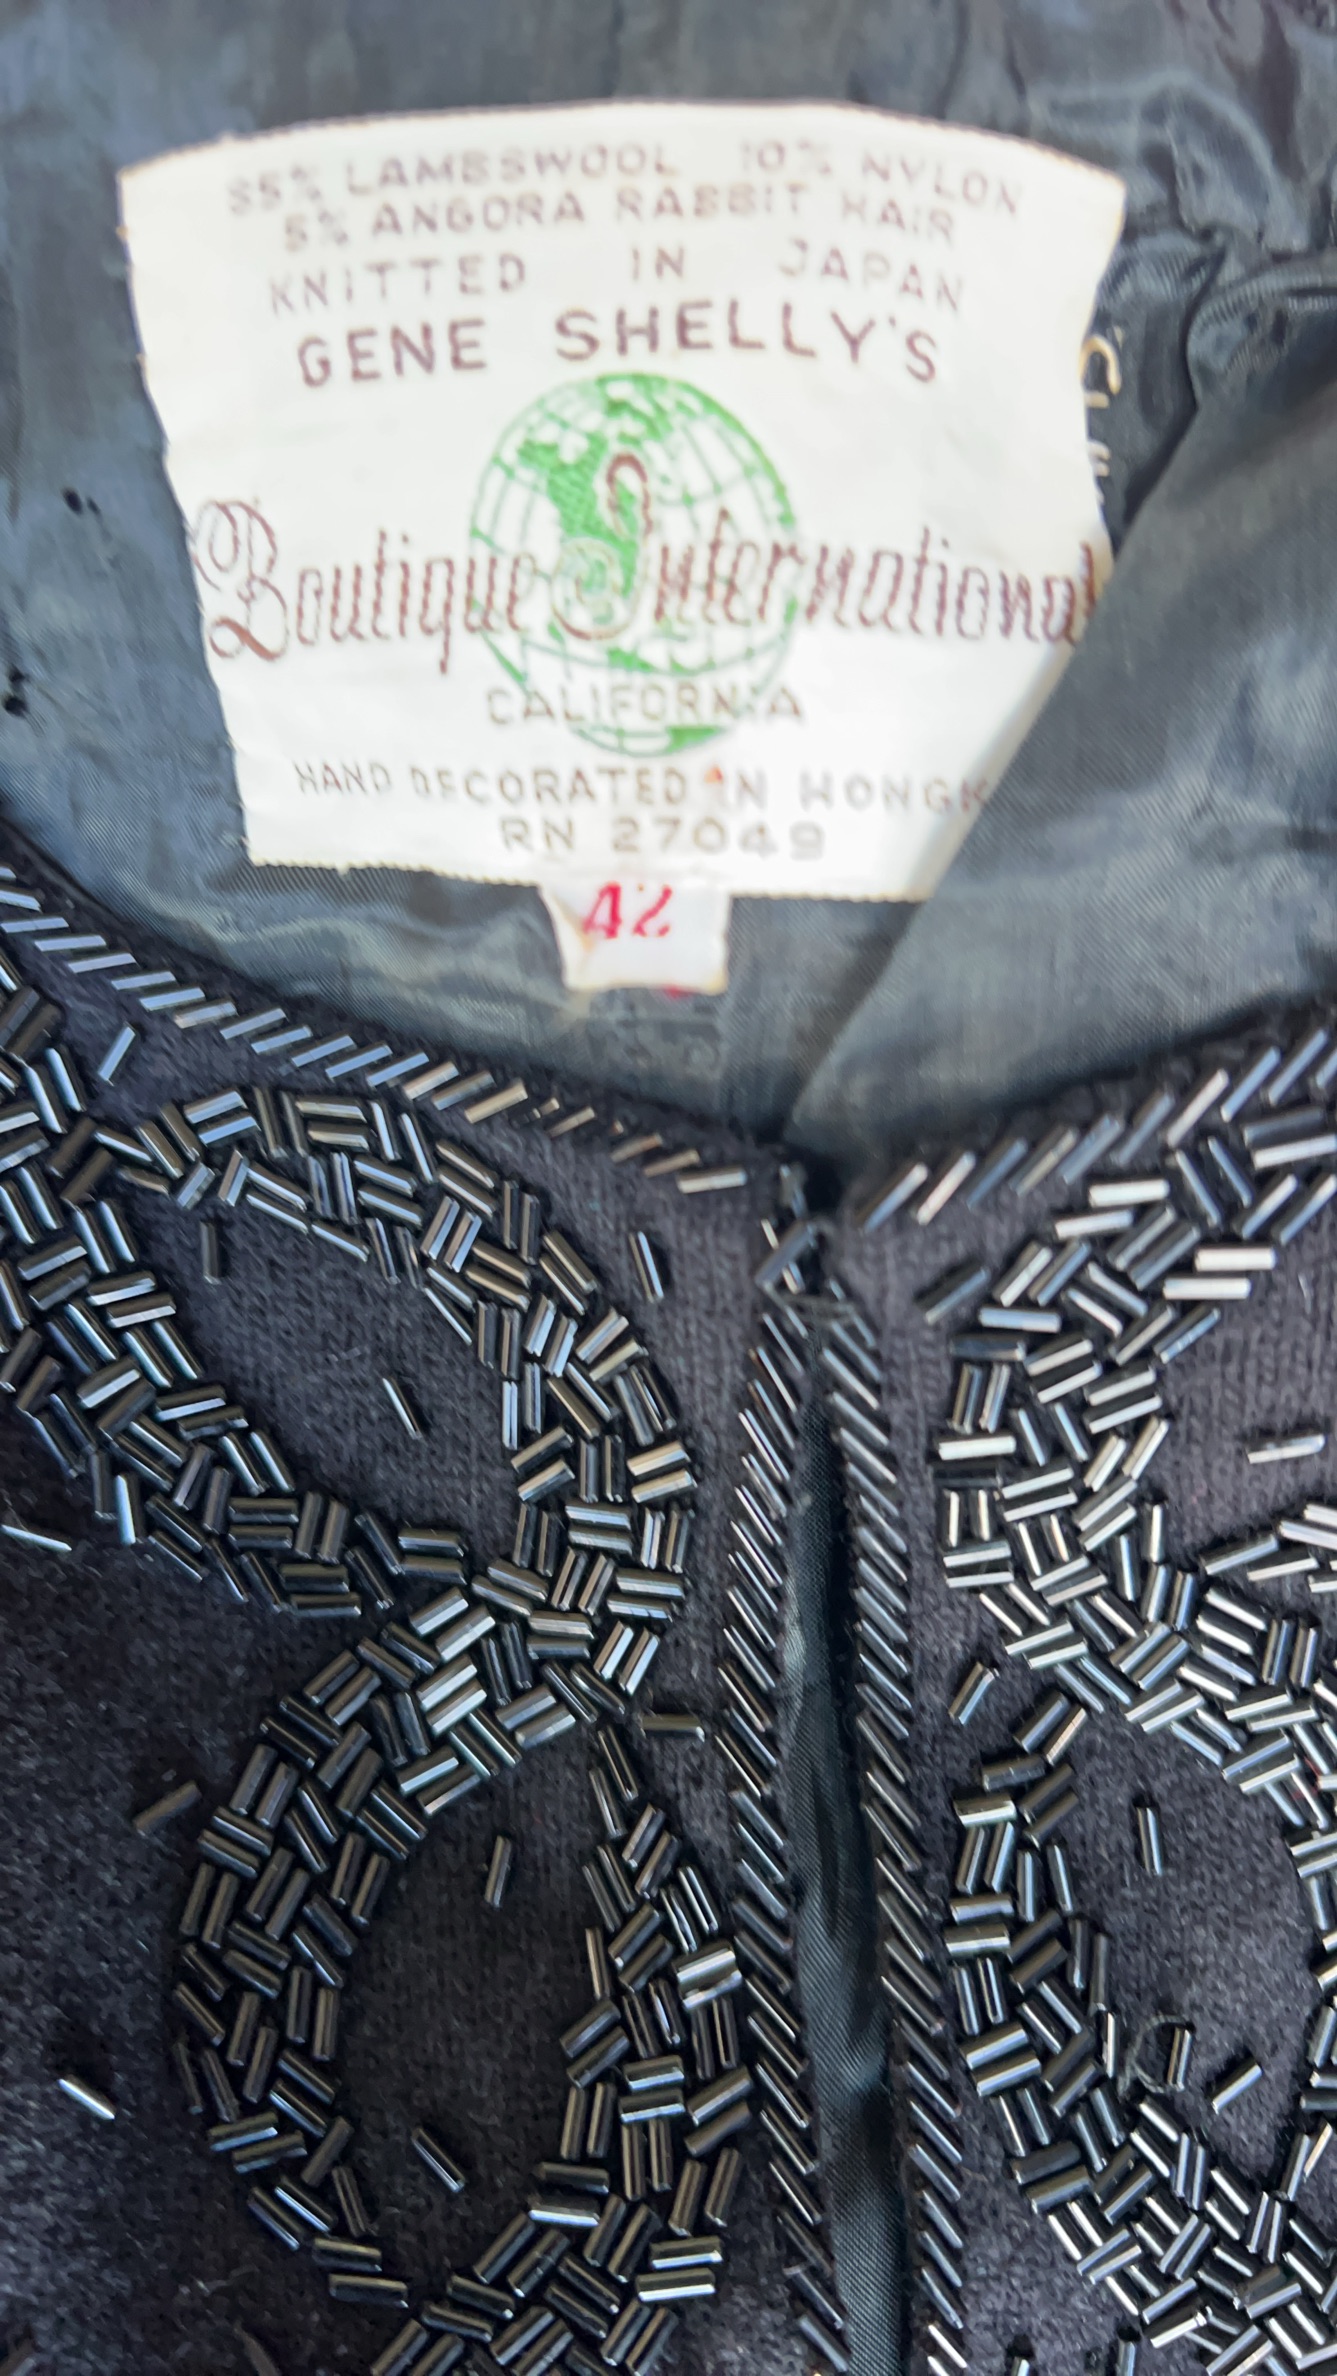 85% LAMBSWOOL 10% NYLON
5% ANGORA RABBIT HAIR
KNITTED IN JAPAN
GENE SHELLY'S
Boutique International
CALIFORNIA
HAND DECORATED IN HONGK
RN 27049
42